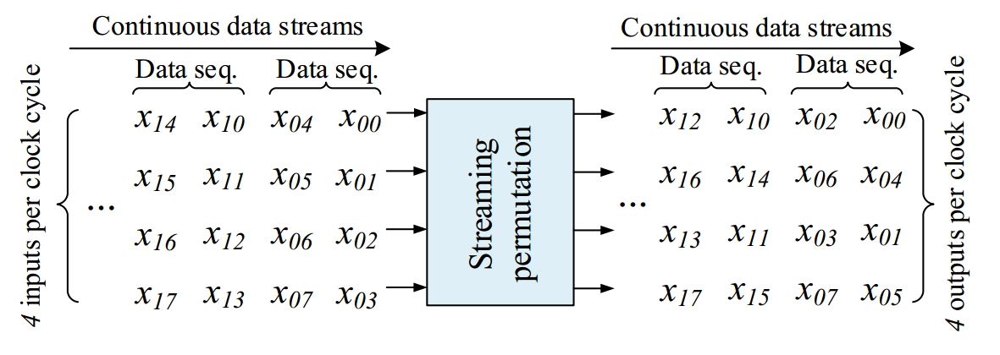 Continuous data streams
Continuous data streams
Data seq. Data seq.
Data seq. Data seq.
4 inputs per clock cycle
x14 x10 x04 x00
x15 x11 x05 x01
...
x16 x12 x06 x02
x17 x13 x07 x03
Streaming
permutation
x12 x10 x02 x00
x16 x14 x06 x04
...
x13 x11 x03 x01
x17 x15 x07 x05
4 outputs per clock cycle